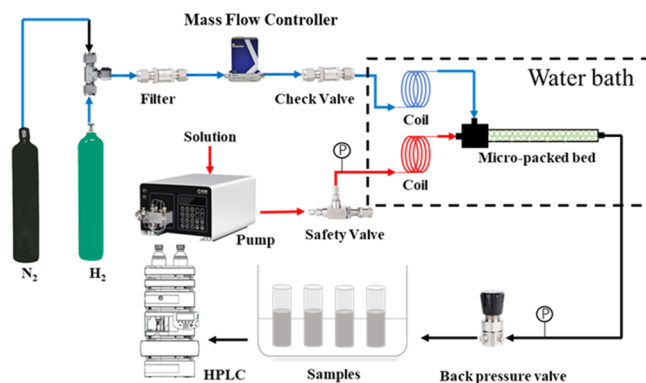 Mass Flow Controller
Filter
Check Valve
Water bath
Coil
Solution
P
Coil
Micro-packed bed
Pump
Safety Valve
N2
H2
P
HPLC
Samples
Back pressure valve